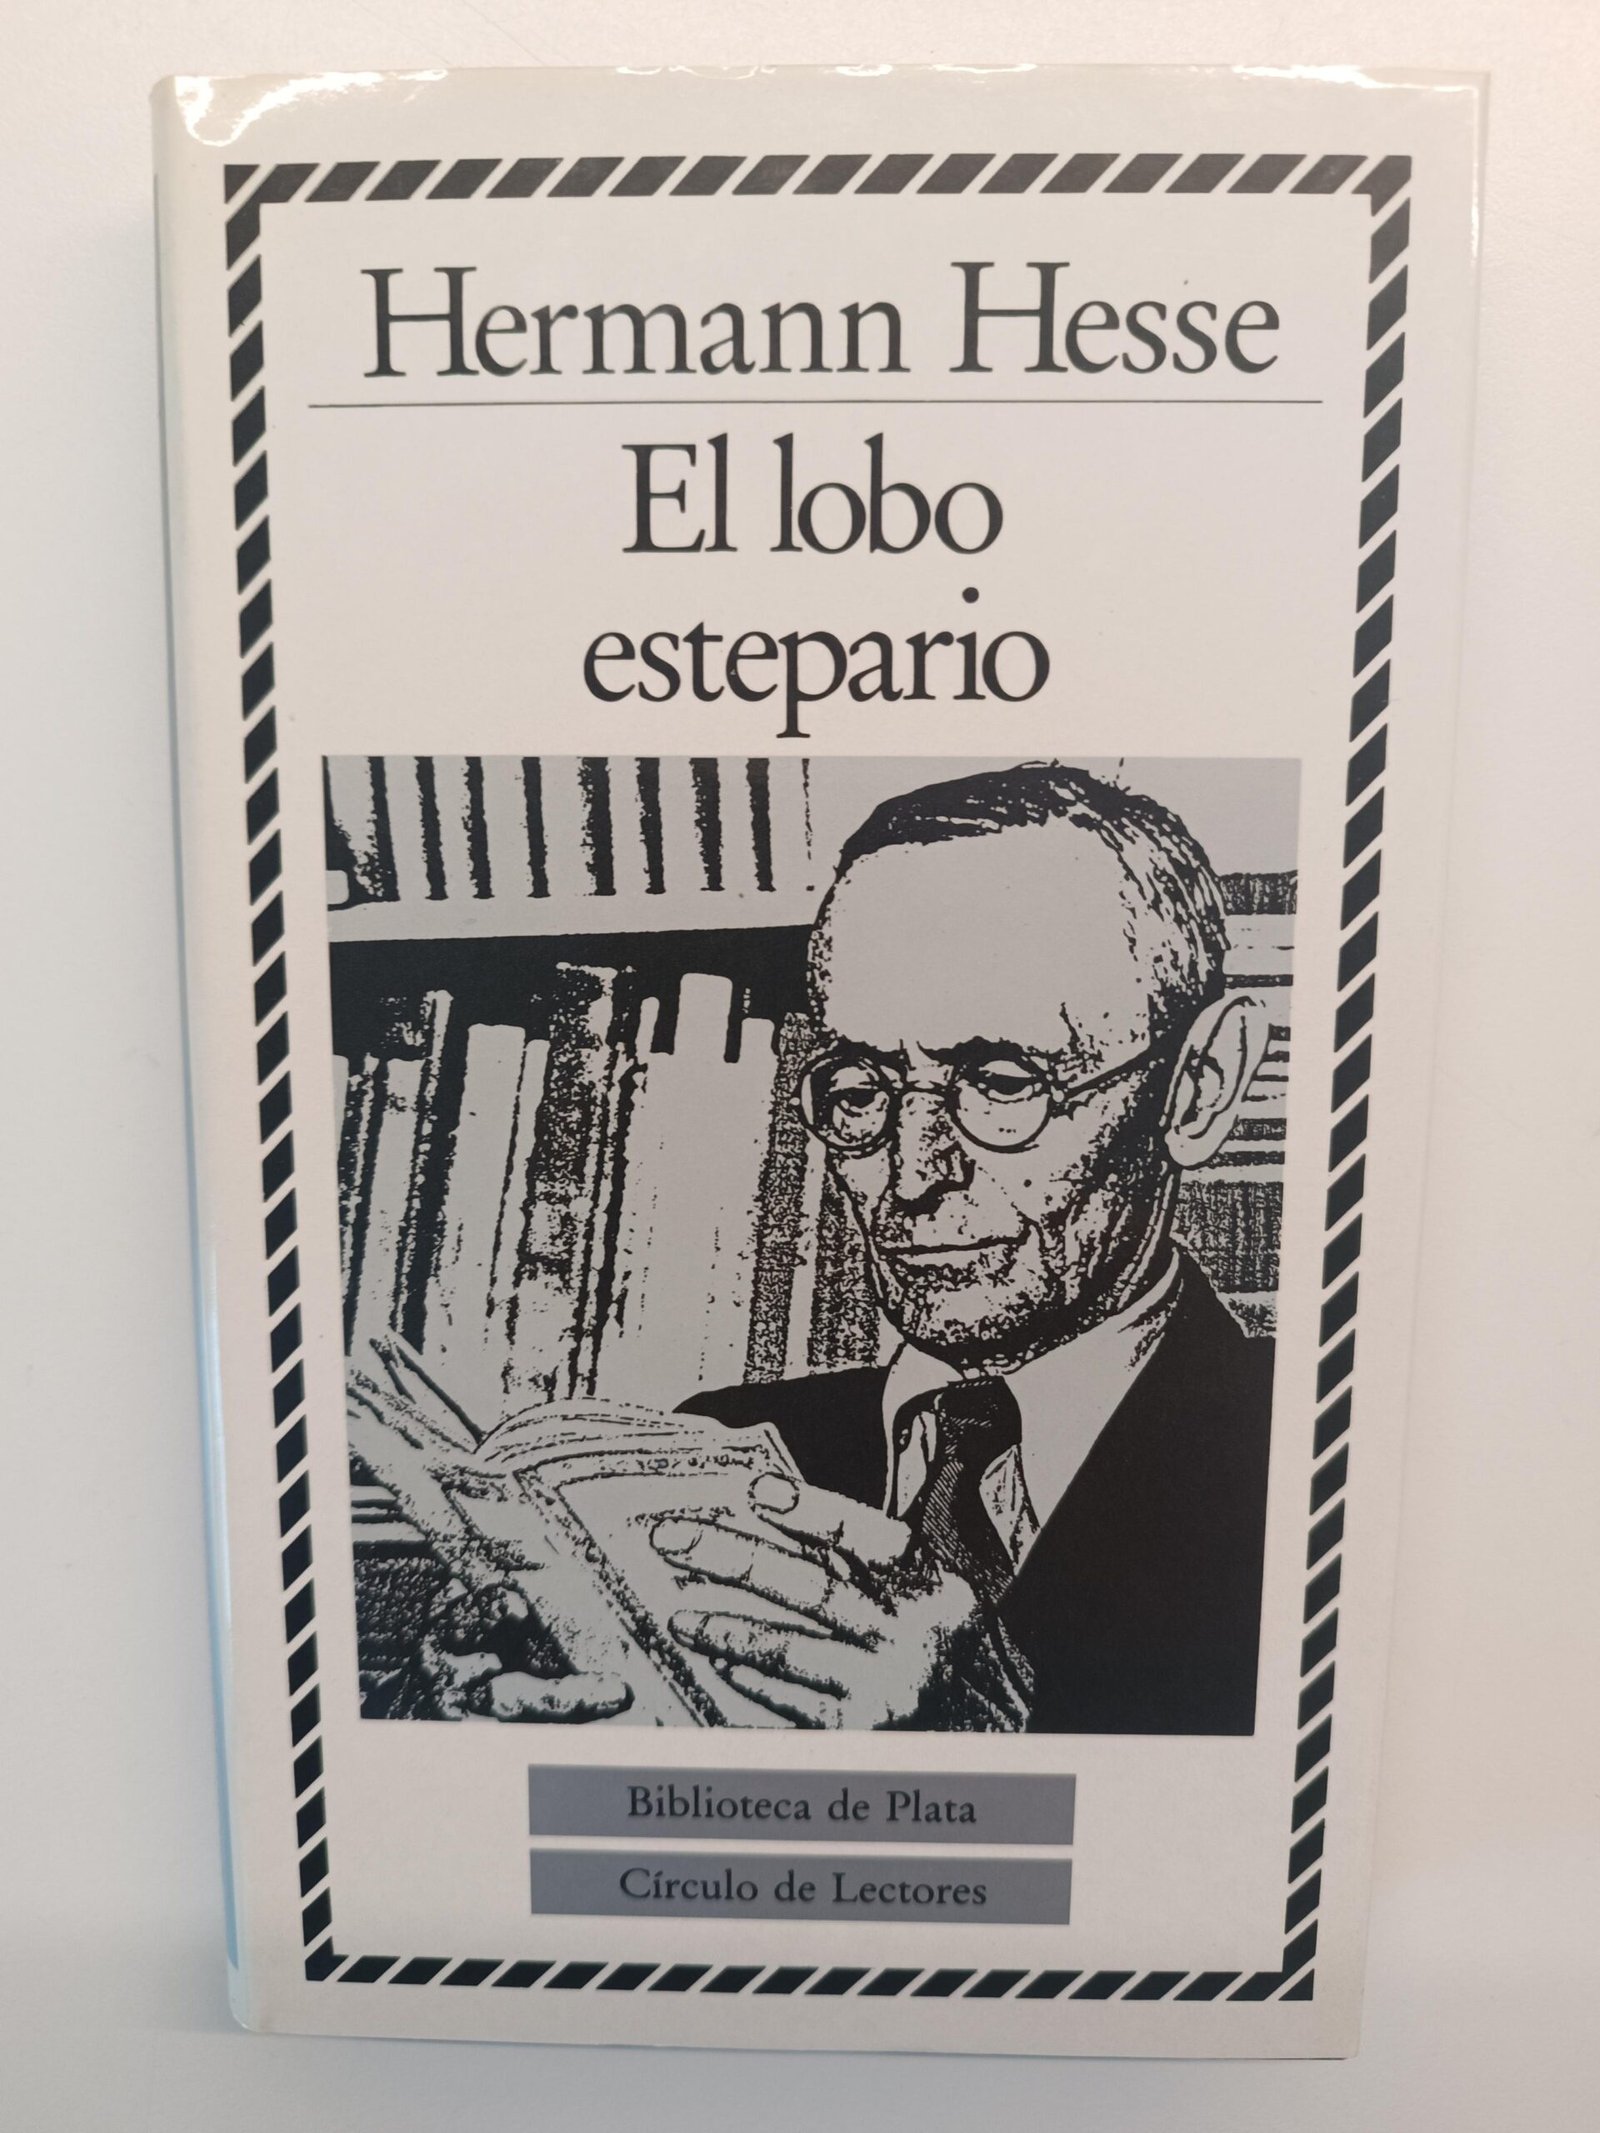 Hermann Hesse
El lobo
estepario
Biblioteca de Plata
Círculo de Lectores